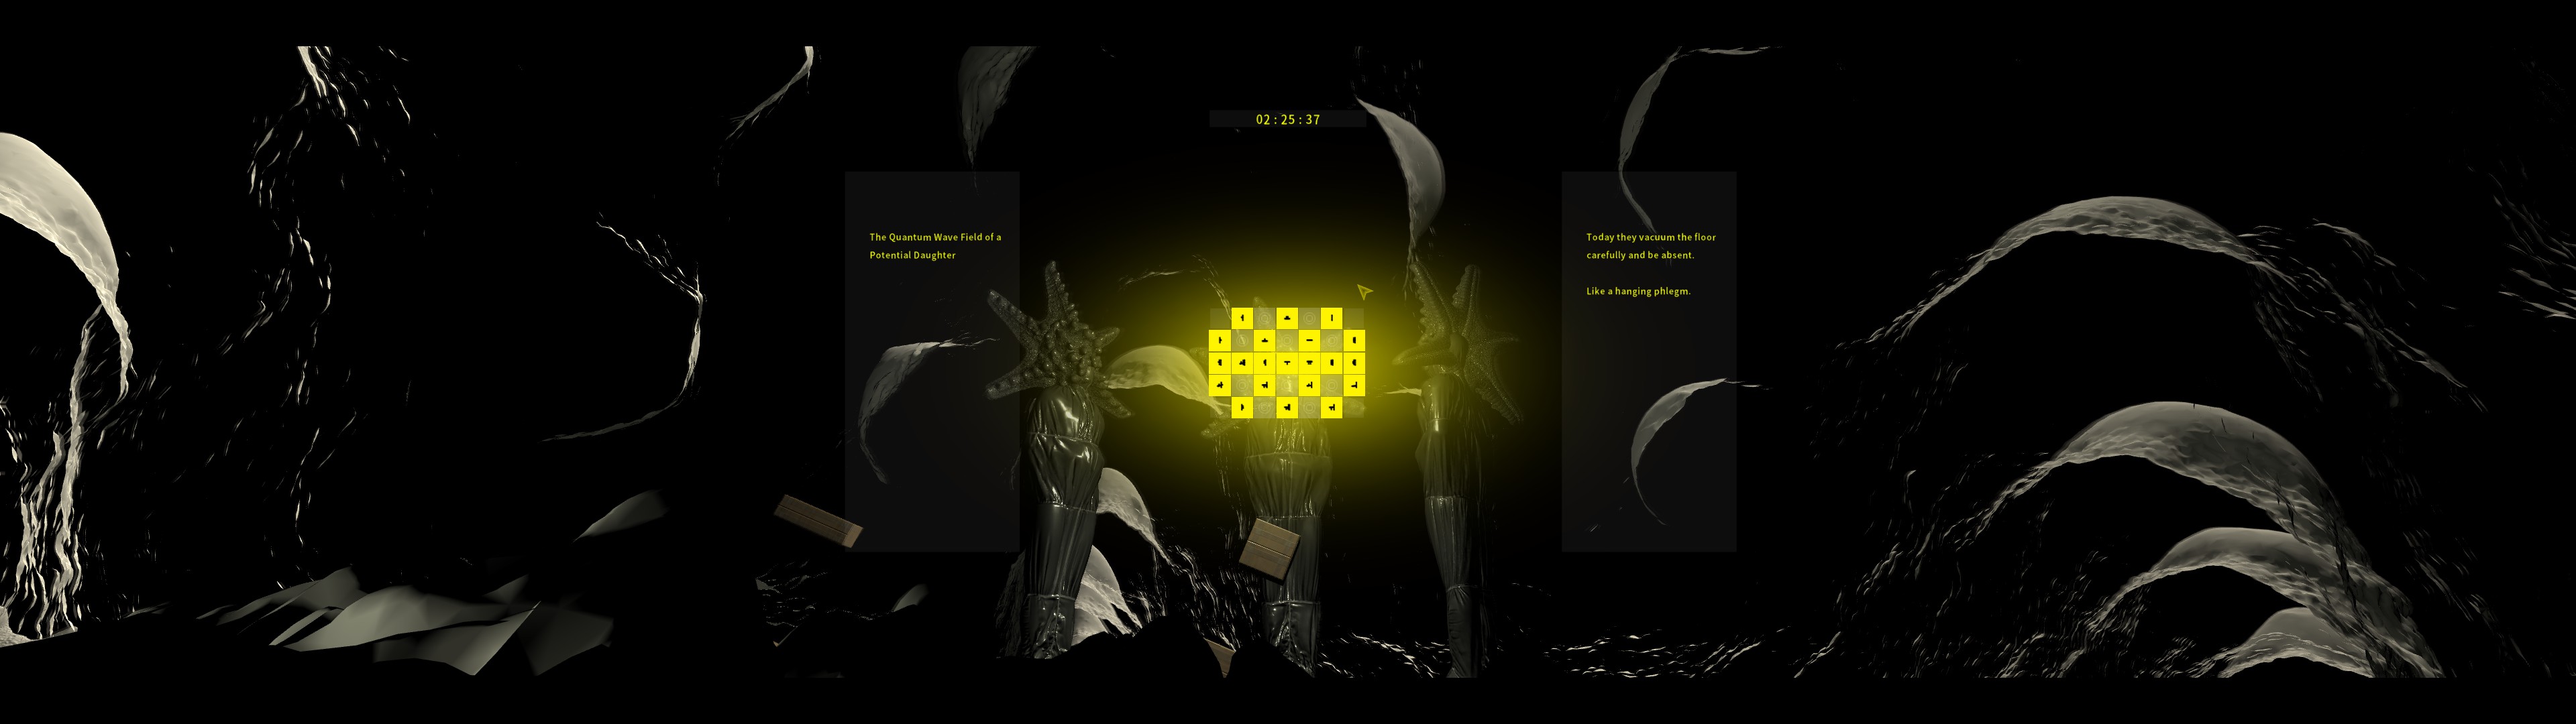 02 : 25 : 37
The Quantum Wave Field of a
Potential Daughter
Today they vacuum the floor
carefully and be absent.
Like a hanging phlegm.